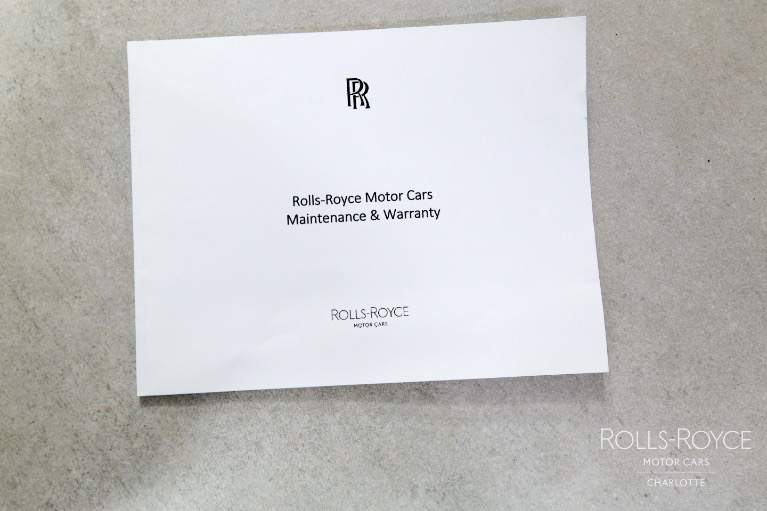 RR
Rolls-Royce Motor Cars
Maintenance & Warranty
ROLLS-ROYCE
MOTOR CARS
ROLLS-ROYCE
MOTOR CARS
CHARLOTTE